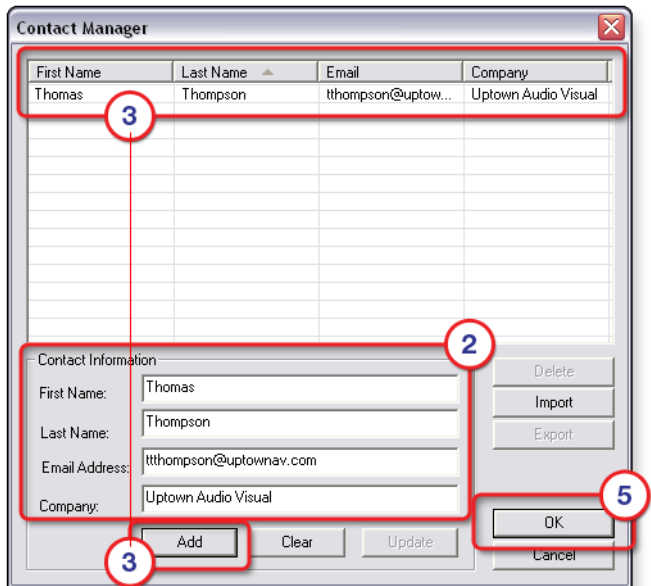 Contact Manager
First Name Last Name Email Company
Thomas Thompson tthompson@uptow... Uptown Audio Visual
3
2
Contact Information
First Name: Thomas
Last Name: Thompson
Email Address: ttthompson@uptownav.com
Company: Uptown Audio Visual
Delete
Import
Export
5
Add Clear Update OK
3
Cancel